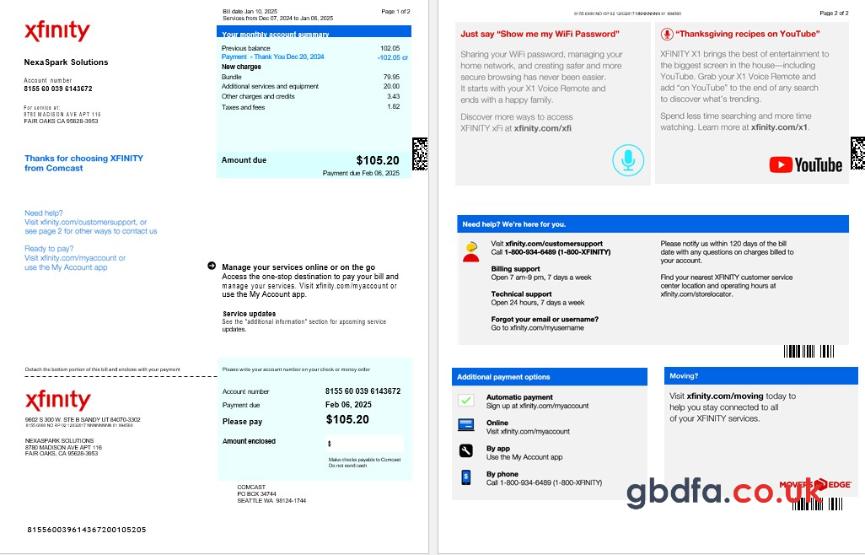 xfinity
Bill date Jan 10, 2025
Services from Dec 07, 2024 to Jan 06, 2025
Page 1 of 2
NexaSpark Solutions
Account number
8155 60 039 6143672
For service at:
8780 MADISON AVE APT 116
FAIR OAKS CA 95628-3953
Your monthly account summary
Previous balance 102.05
Payment - Thank You Dec 20, 2024 -102.05 cr
New charges
Bundle 79.95
Additional services and equipment 20.00
Other charges and credits 3.43
Taxes and fees 1.82
Amount due $105.20
Payment due Feb 06, 2025
Thanks for choosing XFINITY
from Comcast
Need help?
Visit xfinity.com/customersupport, or
see page 2 for other ways to contact us
Ready to pay?
Visit xfinity.com/myaccount or
use the My Account app
Manage your services online or on the go
Access the one-stop destination to pay your bill and
manage your services. Visit xfinity.com/myaccount or
use the My Account app.
Service updates
See the "additional information" section for upcoming service
updates.
Detach the bottom portion of this bill and enclose with your payment
Please write your account number on your check or money order
xfinity
9602 S 300 W. STE B SANDY UT 84070-3302
NEXASPARK SOLUTIONS
8780 MADISON AVE APT 116
FAIR OAKS, CA 95628-3953
Account number 8155 60 039 6143672
Payment due Feb 06, 2025
Please pay $105.20
Amount enclosed $
Make checks payable to Comcast
Do not send cash
COMCAST
PO BOX 34744
SEATTLE WA 98124-1744
815560039614367200105205
Page 2 of 2
Just say “Show me my WiFi Password”
Sharing your WiFi password, managing your
home network, and creating safer and more
secure browsing has never been easier.
It starts with your X1 Voice Remote and
ends with a happy family.
Discover more ways to access
XFINITY xFi at xfinity.com/xfi
“Thanksgiving recipes on YouTube”
XFINITY X1 brings the best of entertainment to
the biggest screen in the house—including
YouTube. Grab your X1 Voice Remote and
add “on YouTube” to the end of any search
to discover what’s trending.
Spend less time searching and more time
watching. Learn more at xfinity.com/x1.
YouTube
Need help? We're here for you.
Visit xfinity.com/customersupport
Call 1-800-934-6489 (1-800-XFINITY)
Billing support
Open 7 am-9 pm, 7 days a week
Technical support
Open 24 hours, 7 days a week
Forgot your email or username?
Go to xfinity.com/myusername
Please notify us within 120 days of the bill
date with any questions on charges billed to
your account.
Find your nearest XFINITY customer service
center location and operating hours at
xfinity.com/storelocator.
Additional payment options
Automatic payment
Sign up at xfinity.com/myaccount
Online
Visit xfinity.com/myaccount
By app
Use the My Account app
By phone
Call 1-800-934-6489 (1-800-XFINITY)
Moving?
Visit xfinity.com/moving today to
help you stay connected to all
of your XFINITY services.
MOVERS EDGE
gbdfa.co.uk